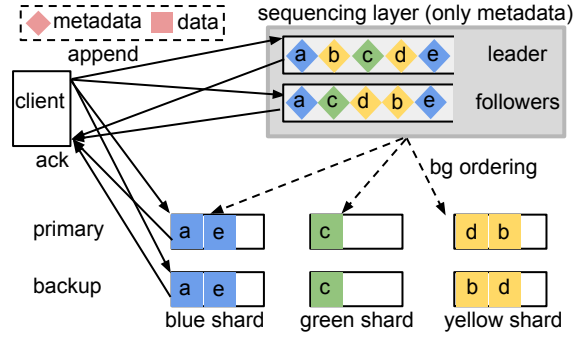 metadata data
sequencing layer (only metadata)
append
a b c d e leader
client
a c d b e followers
ack
bg ordering
primary a e c d b
backup a e c b d
blue shard green shard yellow shard